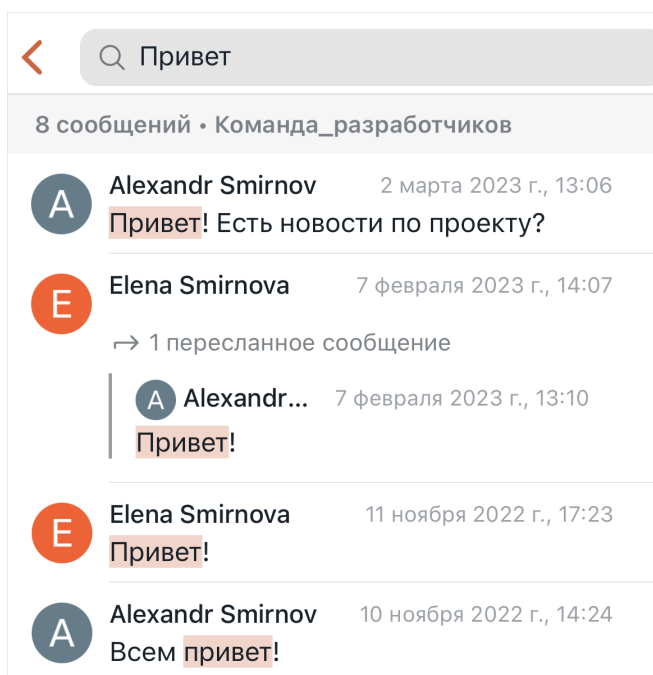 Привет
8 сообщений • Команда_разработчиков
A
Alexandr Smirnov 2 марта 2023 г., 13:06
Привет! Есть новости по проекту?
E
Elena Smirnova 7 февраля 2023 г., 14:07
1 пересланное сообщение
A Alexandr... 7 февраля 2023 г., 13:10
Привет!
E
Elena Smirnova 11 ноября 2022 г., 17:23
Привет!
A
Alexandr Smirnov 10 ноября 2022 г., 14:24
Всем привет!